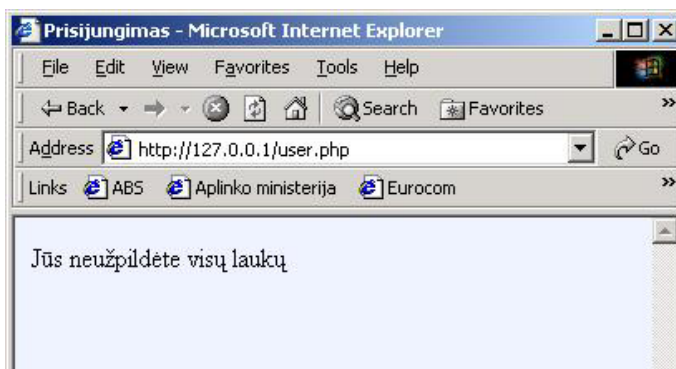 Prisijungimas - Microsoft Internet Explorer
File Edit View Favorites Tools Help
Back Search Favorites »
Address http://127.0.0.1/user.php Go
Links ABS Aplinko ministerija Eurocom »
Jūs neužpildėte visų laukų